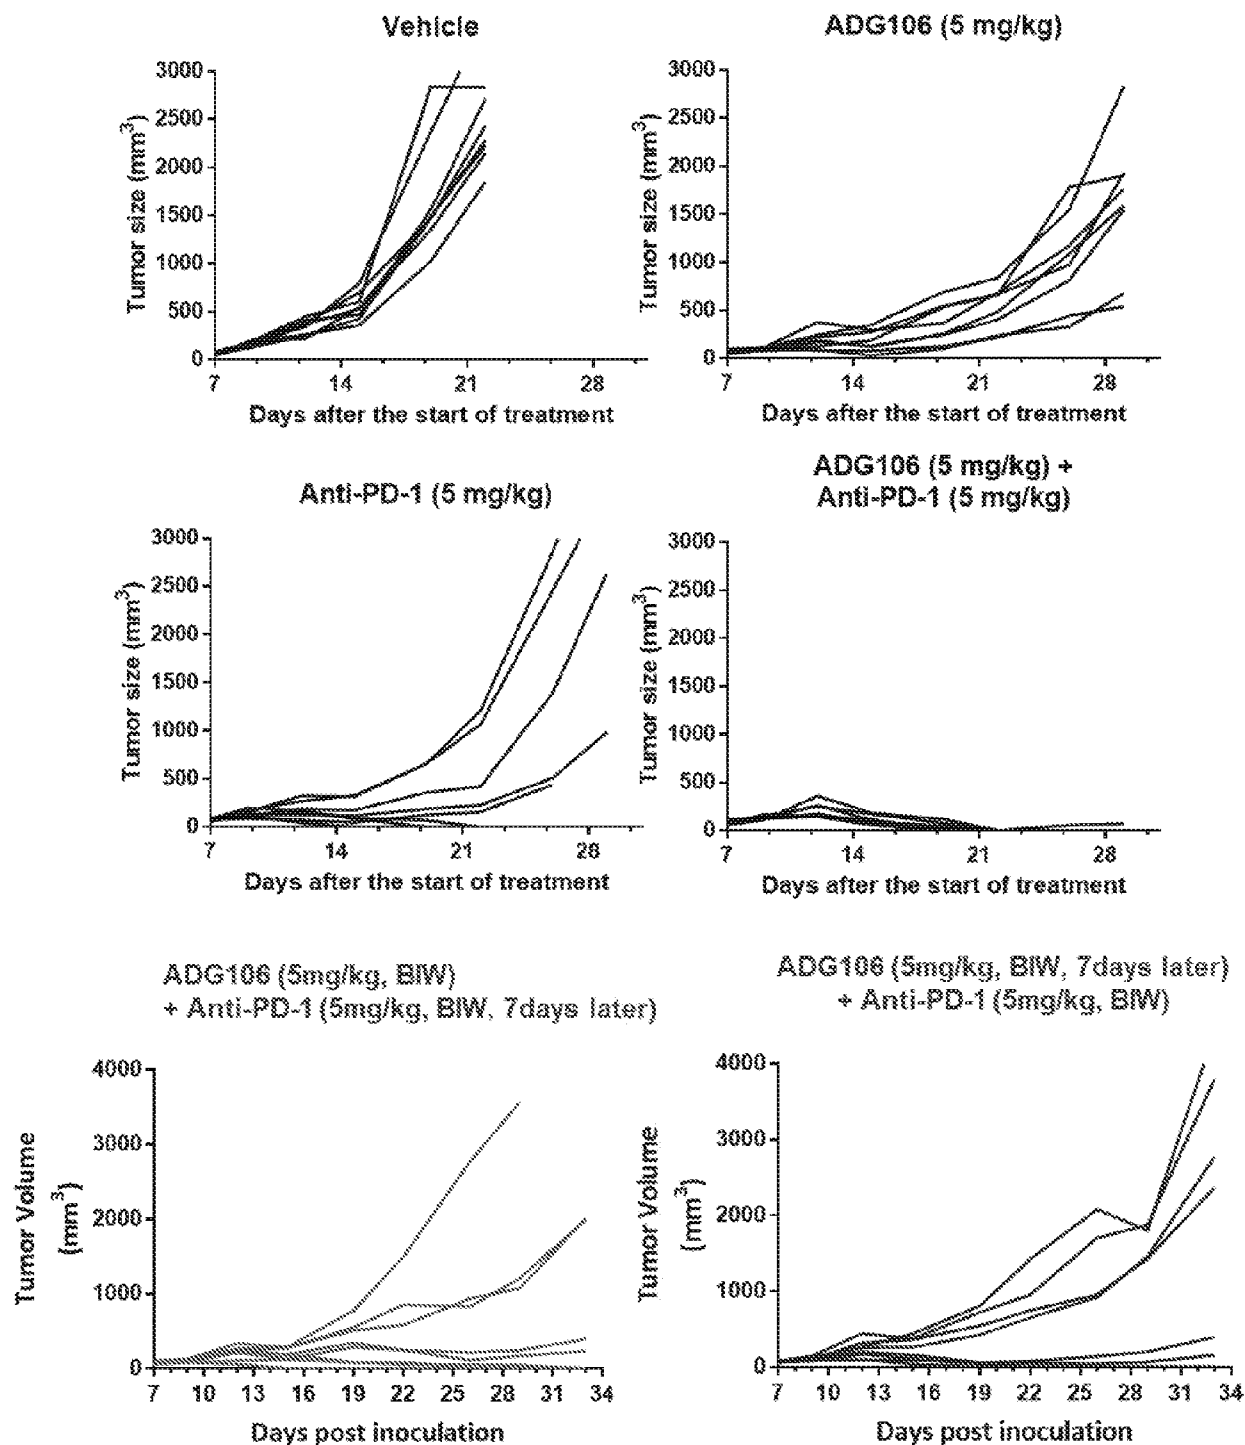 Vehicle
3000
2500
2000
1500
1000
500
0
Tumor size (mm3)
7 14 21 28
Days after the start of treatment
ADG106 (5 mg/kg)
3000
2500
2000
1500
1000
500
0
Tumor size (mm3)
7 14 21 28
Days after the start of treatment
Anti-PD-1 (5 mg/kg)
3000
2500
2000
1500
1000
500
0
Tumor size (mm3)
7 14 21 28
Days after the start of treatment
ADG106 (5 mg/kg) +
Anti-PD-1 (5 mg/kg)
3000
2500
2000
1500
1000
500
0
Tumor size (mm3)
7 14 21 28
Days after the start of treatment
ADG106 (5mg/kg, BIW)
+ Anti-PD-1 (5mg/kg, BIW, 7days later)
4000
3000
2000
1000
0
Tumor Volume
(mm3)
7 10 13 16 19 22 25 28 31 34
Days post inoculation
ADG106 (5mg/kg, BIW, 7days later)
+ Anti-PD-1 (5mg/kg, BIW)
4000
3000
2000
1000
0
Tumor Volume
(mm3)
7 10 13 16 19 22 25 28 31 34
Days post inoculation